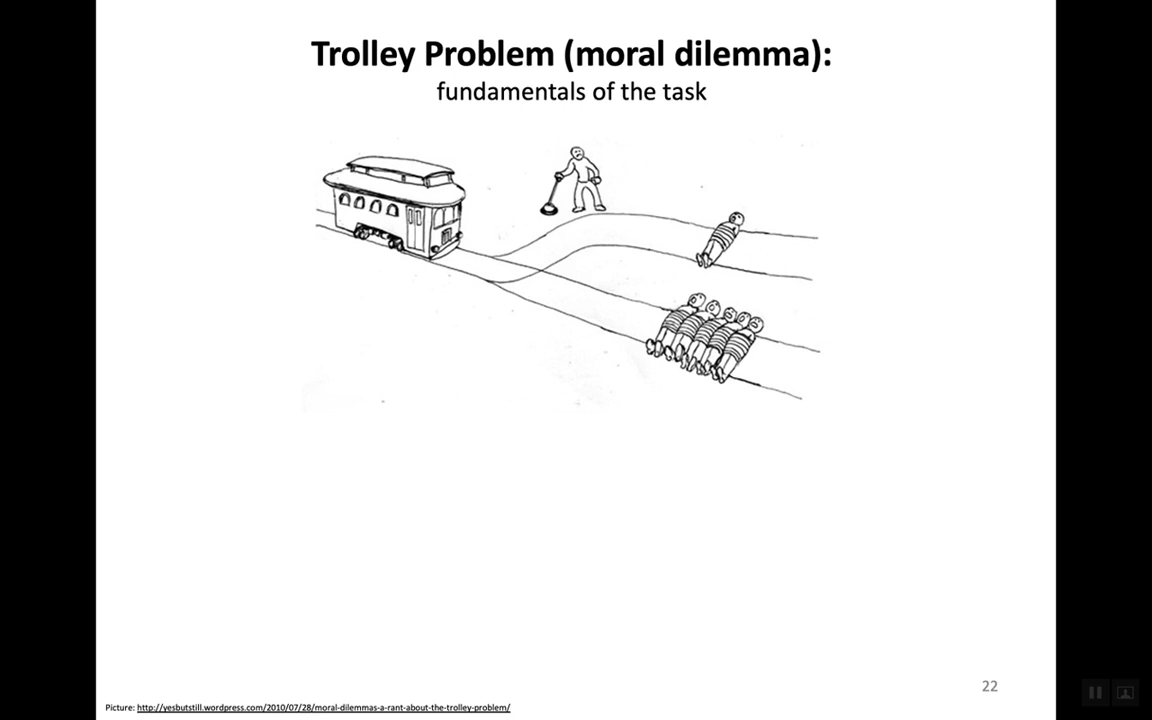 Trolley Problem (moral dilemma):
fundamentals of the task
22
Picture: http://yesbutstill.wordpress.com/2010/07/28/moral-dilemmas-a-rant-about-the-trolley-problem/